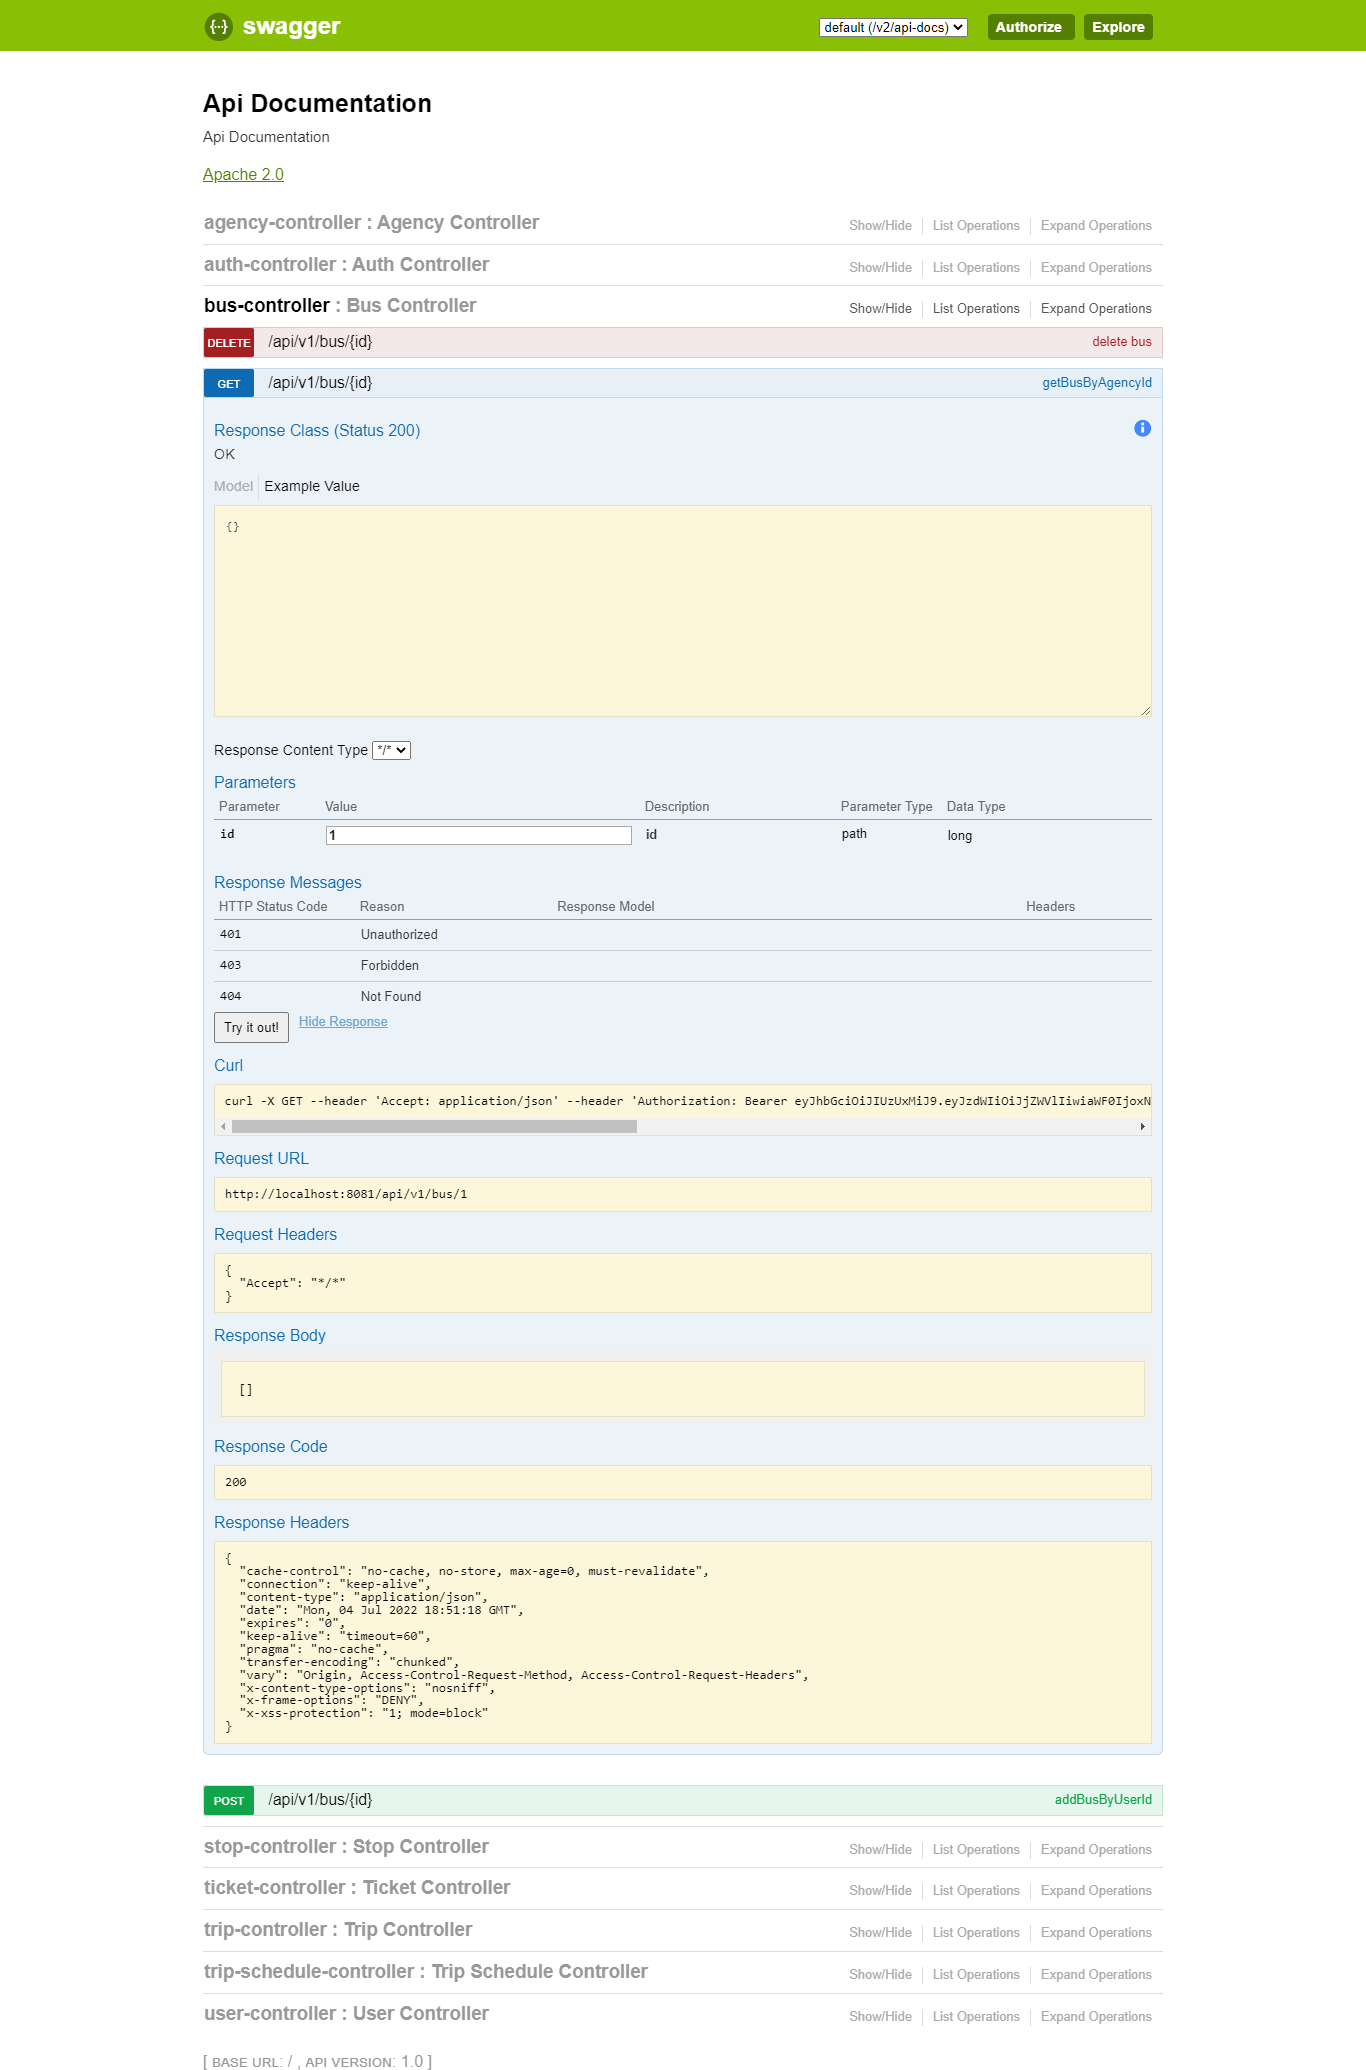 swagger
default (/v2/api-docs)
Authorize
Explore
Api Documentation
Api Documentation
Apache 2.0
agency-controller : Agency Controller
Show/Hide
List Operations
Expand Operations
auth-controller : Auth Controller
Show/Hide
List Operations
Expand Operations
bus-controller : Bus Controller
Show/Hide
List Operations
Expand Operations
DELETE /api/v1/bus/{id}
delete bus
GET /api/v1/bus/{id}
getBusByAgencyId
Response Class (Status 200)
OK
Model Example Value
{}
Response Content Type */*
Parameters
Parameter Value Description Parameter Type Data Type
id 1 id path long
Response Messages
HTTP Status Code Reason Response Model Headers
401 Unauthorized
403 Forbidden
404 Not Found
Try it out! Hide Response
Curl
curl -X GET --header 'Accept: application/json' --header 'Authorization: Bearer eyJhbGciOiJIUzUxMiJ9.eyJzdWIiOiJjZWVlIiwiaWF0IjoxN
Request URL
http://localhost:8081/api/v1/bus/1
Request Headers
{
"Accept": "*/*"
}
Response Body
[]
Response Code
200
Response Headers
{
"cache-control": "no-cache, no-store, max-age=0, must-revalidate",
"connection": "keep-alive",
"content-type": "application/json",
"date": "Mon, 04 Jul 2022 18:51:18 GMT",
"expires": "0",
"keep-alive": "timeout=60",
"pragma": "no-cache",
"transfer-encoding": "chunked",
"vary": "Origin, Access-Control-Request-Method, Access-Control-Request-Headers",
"x-content-type-options": "nosniff",
"x-frame-options": "DENY",
"x-xss-protection": "1; mode=block"
}
POST /api/v1/bus/{id}
addBusByUserId
stop-controller : Stop Controller
Show/Hide
List Operations
Expand Operations
ticket-controller : Ticket Controller
Show/Hide
List Operations
Expand Operations
trip-controller : Trip Controller
Show/Hide
List Operations
Expand Operations
trip-schedule-controller : Trip Schedule Controller
Show/Hide
List Operations
Expand Operations
user-controller : User Controller
Show/Hide
List Operations
Expand Operations
[ BASE URL: / , API VERSION: 1.0 ]